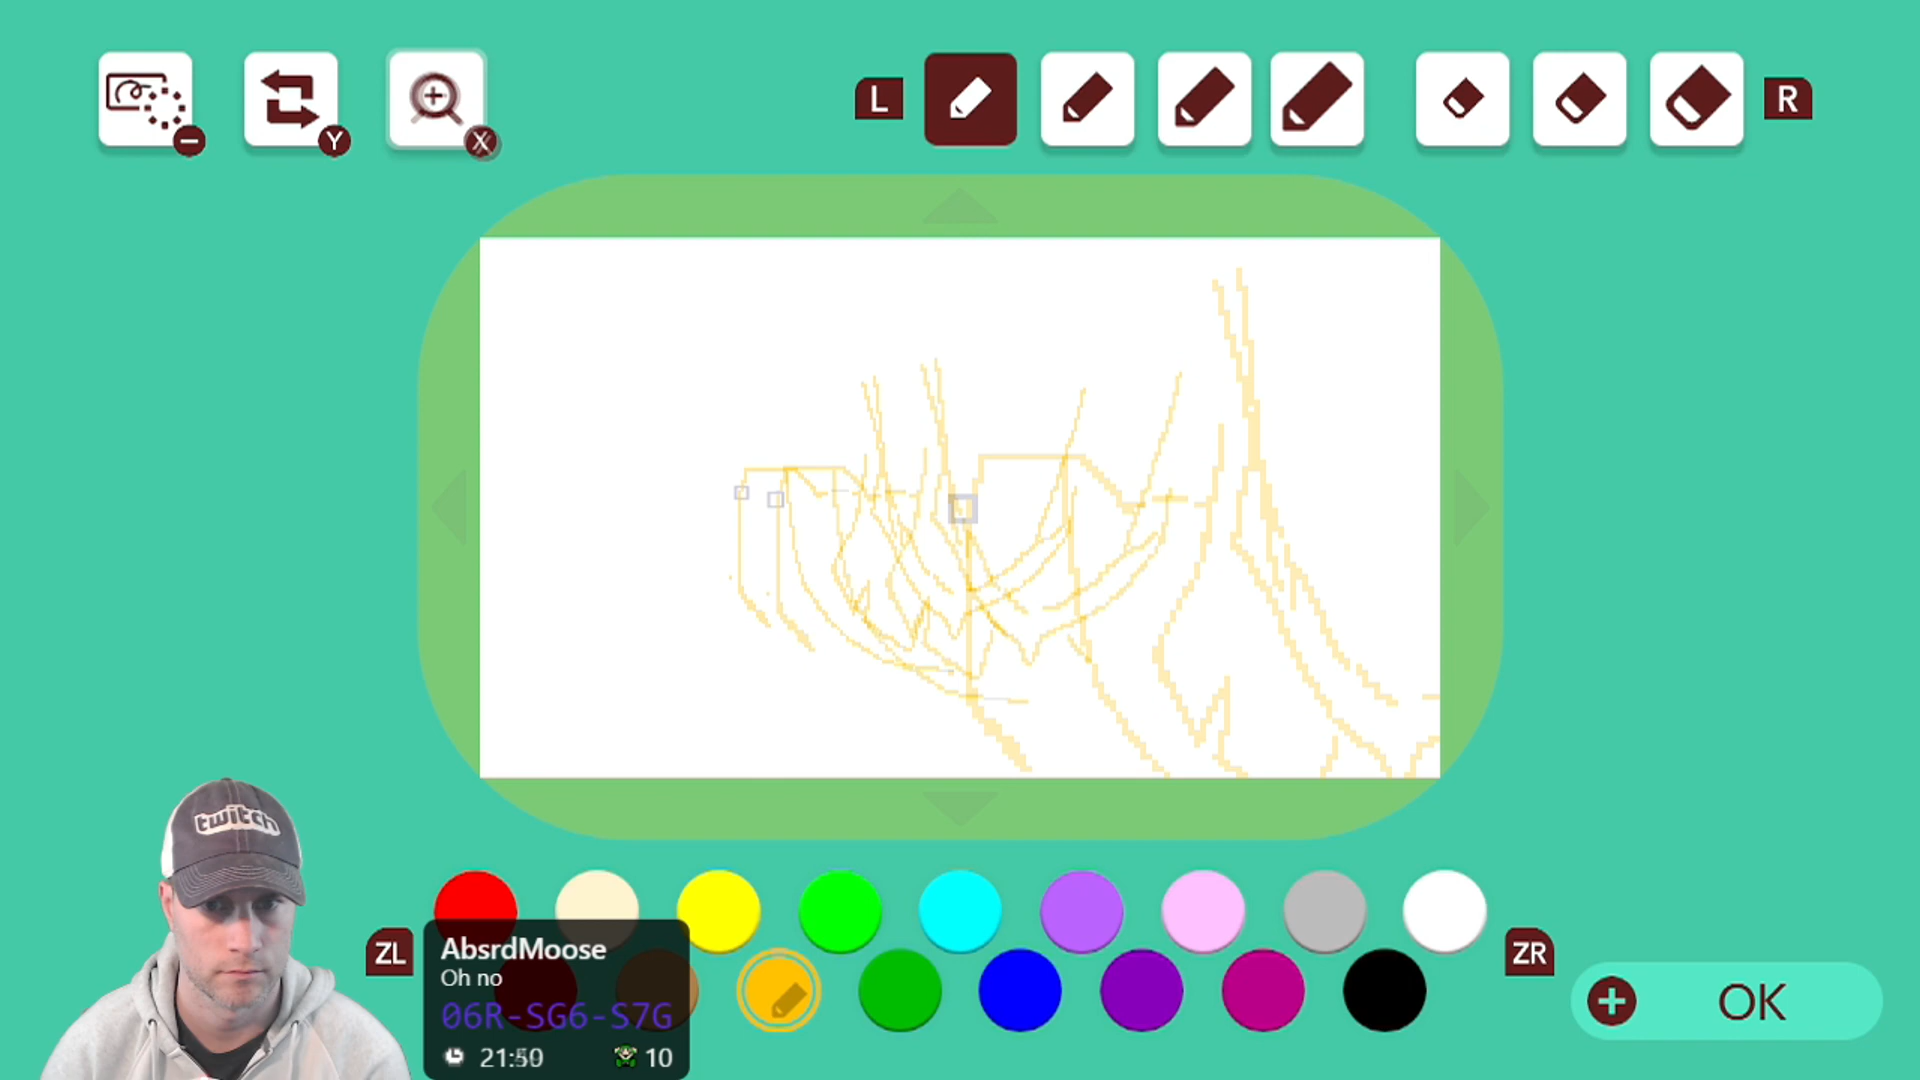 Y
X
L
R
twitch
ZL
AbsrdMoose
Oh no
06R-SG6-S7G
21:50
10
ZR
OK